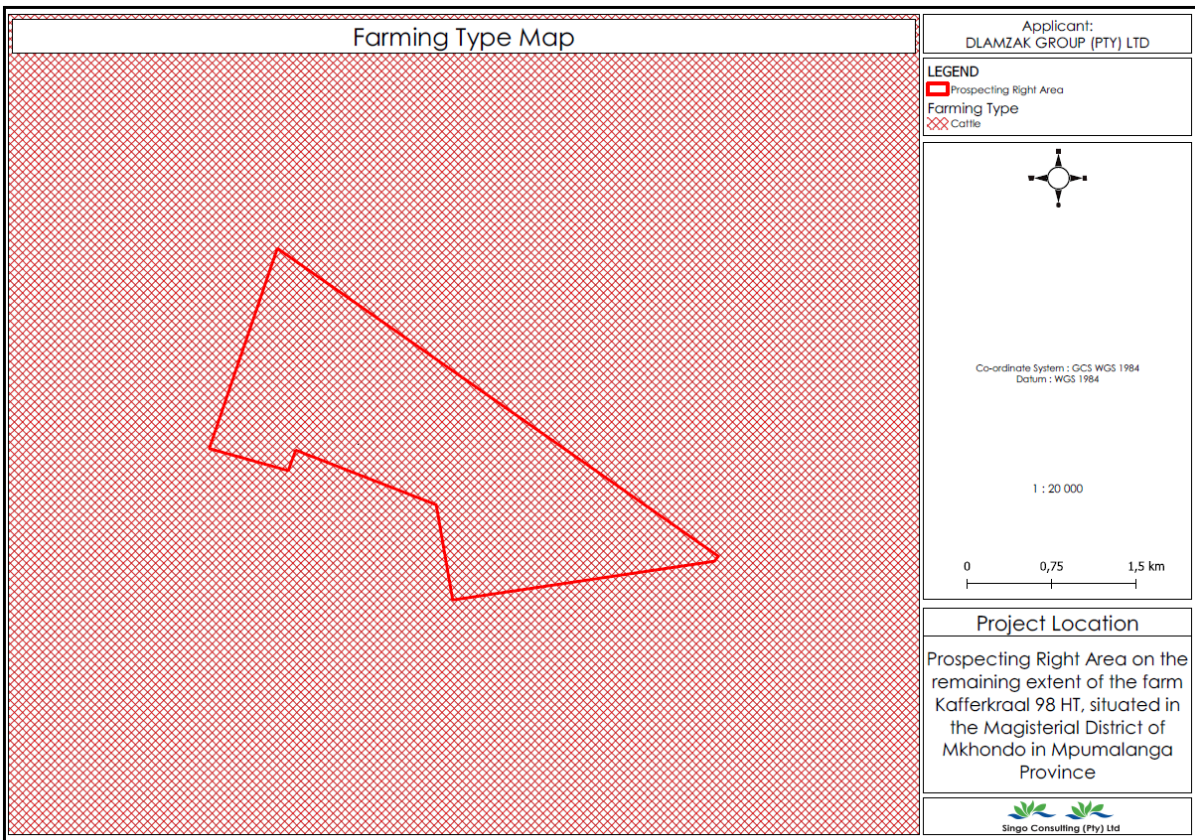 Farming Type Map
Applicant:
DLAMZAK GROUP (PTY) LTD
LEGEND
Prospecting Right Area
Farming Type
Cattle
Co-ordinate System : GCS WGS 1984
Datum : WGS 1984
1 : 20 000
0 0,75 1,5 km
Project Location
Prospecting Right Area on the
remaining extent of the farm
Kafferkraal 98 HT, situated in
the Magisterial District of
Mkhondo in Mpumalanga
Province
Singo Consulting (Pty) Ltd